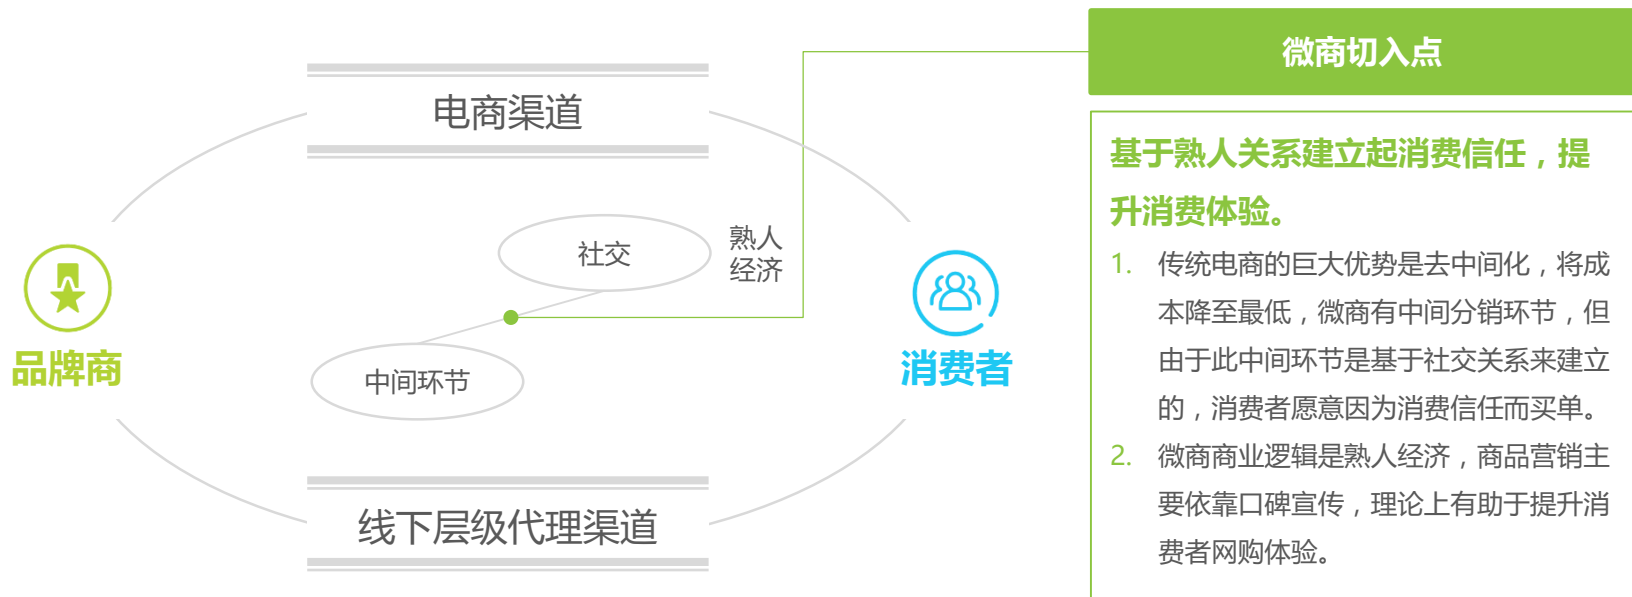 微商切入点
电商渠道
基于熟人关系建立起消费信任，提
升消费体验。
社交
熟人
经济
1. 传统电商的巨大优势是去中间化，将成
本降至最低，微商有中间分销环节，但
由于此中间环节是基于社交关系来建立
的，消费者愿意因为消费信任而买单。
品牌商
消费者
中间环节
2. 微商商业逻辑是熟人经济，商品营销主
要依靠口碑宣传，理论上有助于提升消
费者网购体验。
线下层级代理渠道